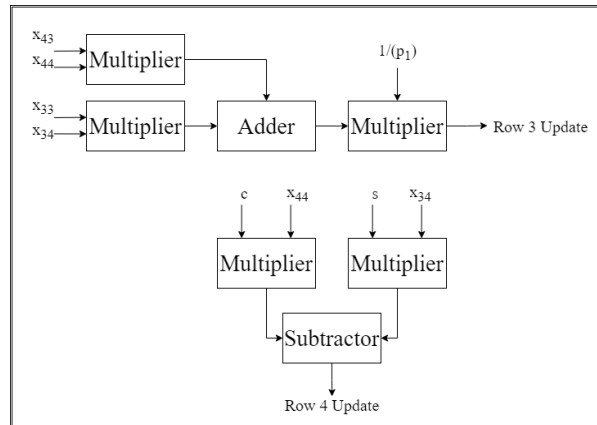 x43
x44
Multiplier
1/(p1)
x33
x34
Multiplier
Adder
Multiplier
Row 3 Update
c
x44
s
x34
Multiplier
Multiplier
Subtractor
Row 4 Update